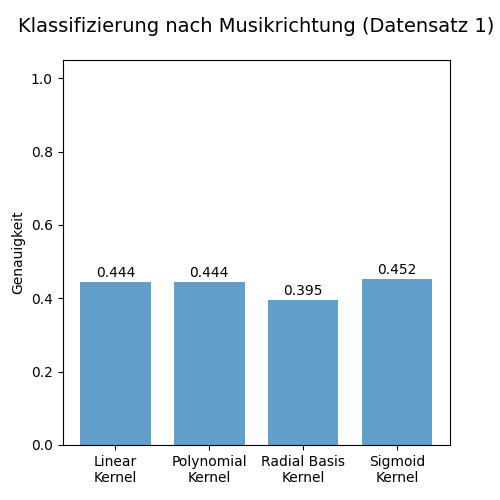 Klassifizierung nach Musikrichtung (Datensatz 1)
1.0
0.8
0.6
0.4
0.2
0.0
Genauigkeit
0.444
0.444
0.395
0.452
Linear
Kernel
Polynomial
Kernel
Radial Basis
Kernel
Sigmoid
Kernel